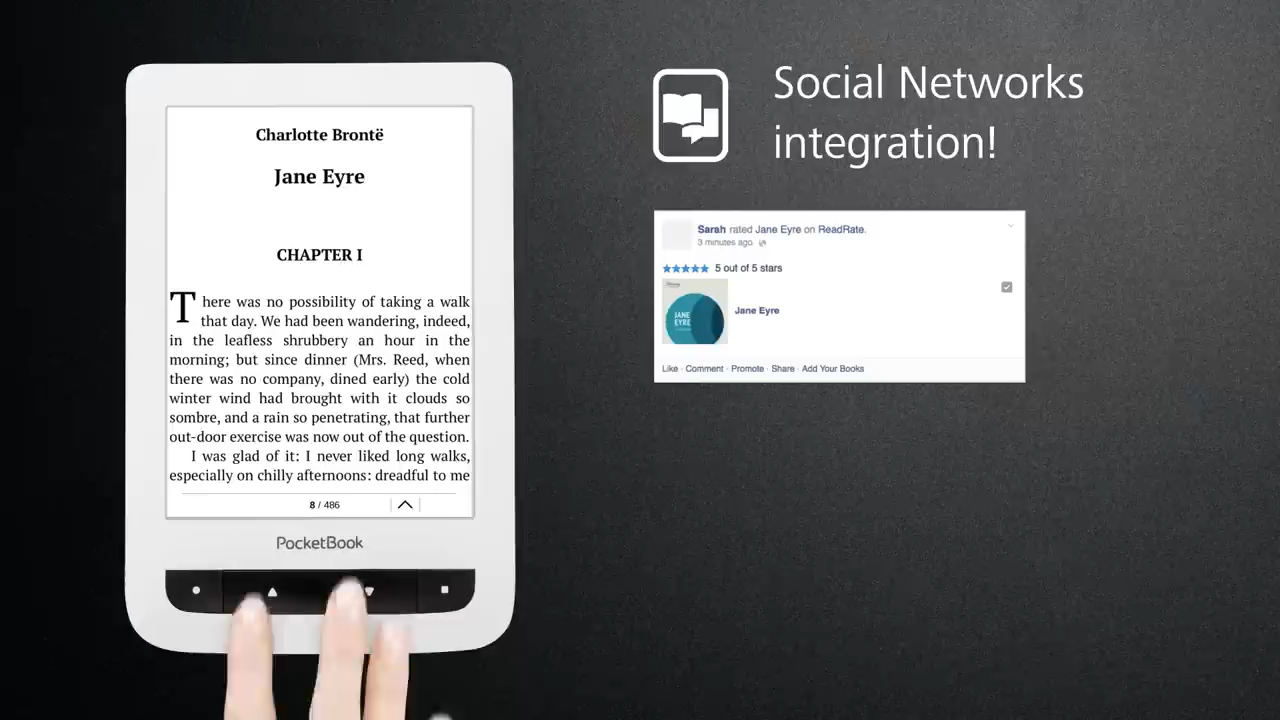 Charlotte Brontë
Jane Eyre
CHAPTER I
There was no possibility of taking a walk
that day. We had been wandering, indeed,
in the leafless shrubbery an hour in the
morning; but since dinner (Mrs. Reed, when
there was no company, dined early) the cold
winter wind had brought with it clouds so
sombre, and a rain so penetrating, that further
out-door exercise was now out of the question.
I was glad of it: I never liked long walks,
especially on chilly afternoons: dreadful to me
8 / 486
PocketBook
Social Networks
integration!
Sarah rated Jane Eyre on ReadRate.
3 minutes ago
5 out of 5 stars
JANE
EYRE
Jane Eyre
Like · Comment · Promote · Share · Add Your Books